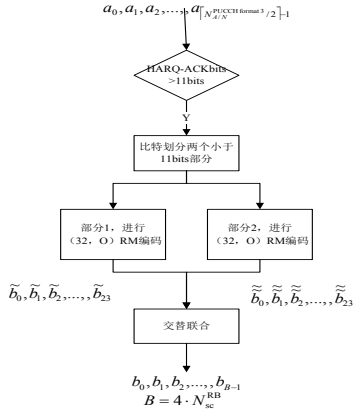 a₀, a₁, a₂, ..., a_{⌈N_{A/N}^{PUCCH format 3}/2⌉-1}
HARQ-ACKbits
>11bits
Y
比特划分两个小于
11bits部分
部分1，进行
（32，O）RM编码
部分2，进行
（32，O）RM编码
b̃₀, b̃₁, b̃₂, ..., , b̃₂₃
b̃̃₀, b̃̃₁, b̃̃₂, ..., , b̃̃₂₃
交替联合
b₀, b₁, b₂, ..., , b_{B-1}
B = 4 · N_{sc}^{RB}